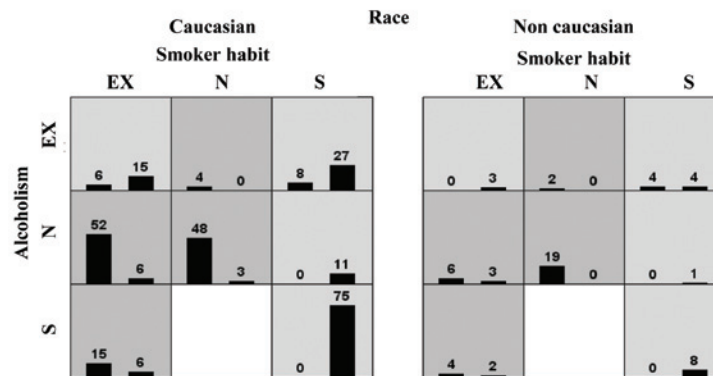 Race
Caucasian Non caucasian
Smoker habit Smoker habit
EX N S EX N S
Alcoholism
EX
6 15 4 0 8 27 0 3 2 0 4 4
N
52 6 48 3 0 11 6 3 19 0 0 1
S
15 6 0 75 4 2 0 8